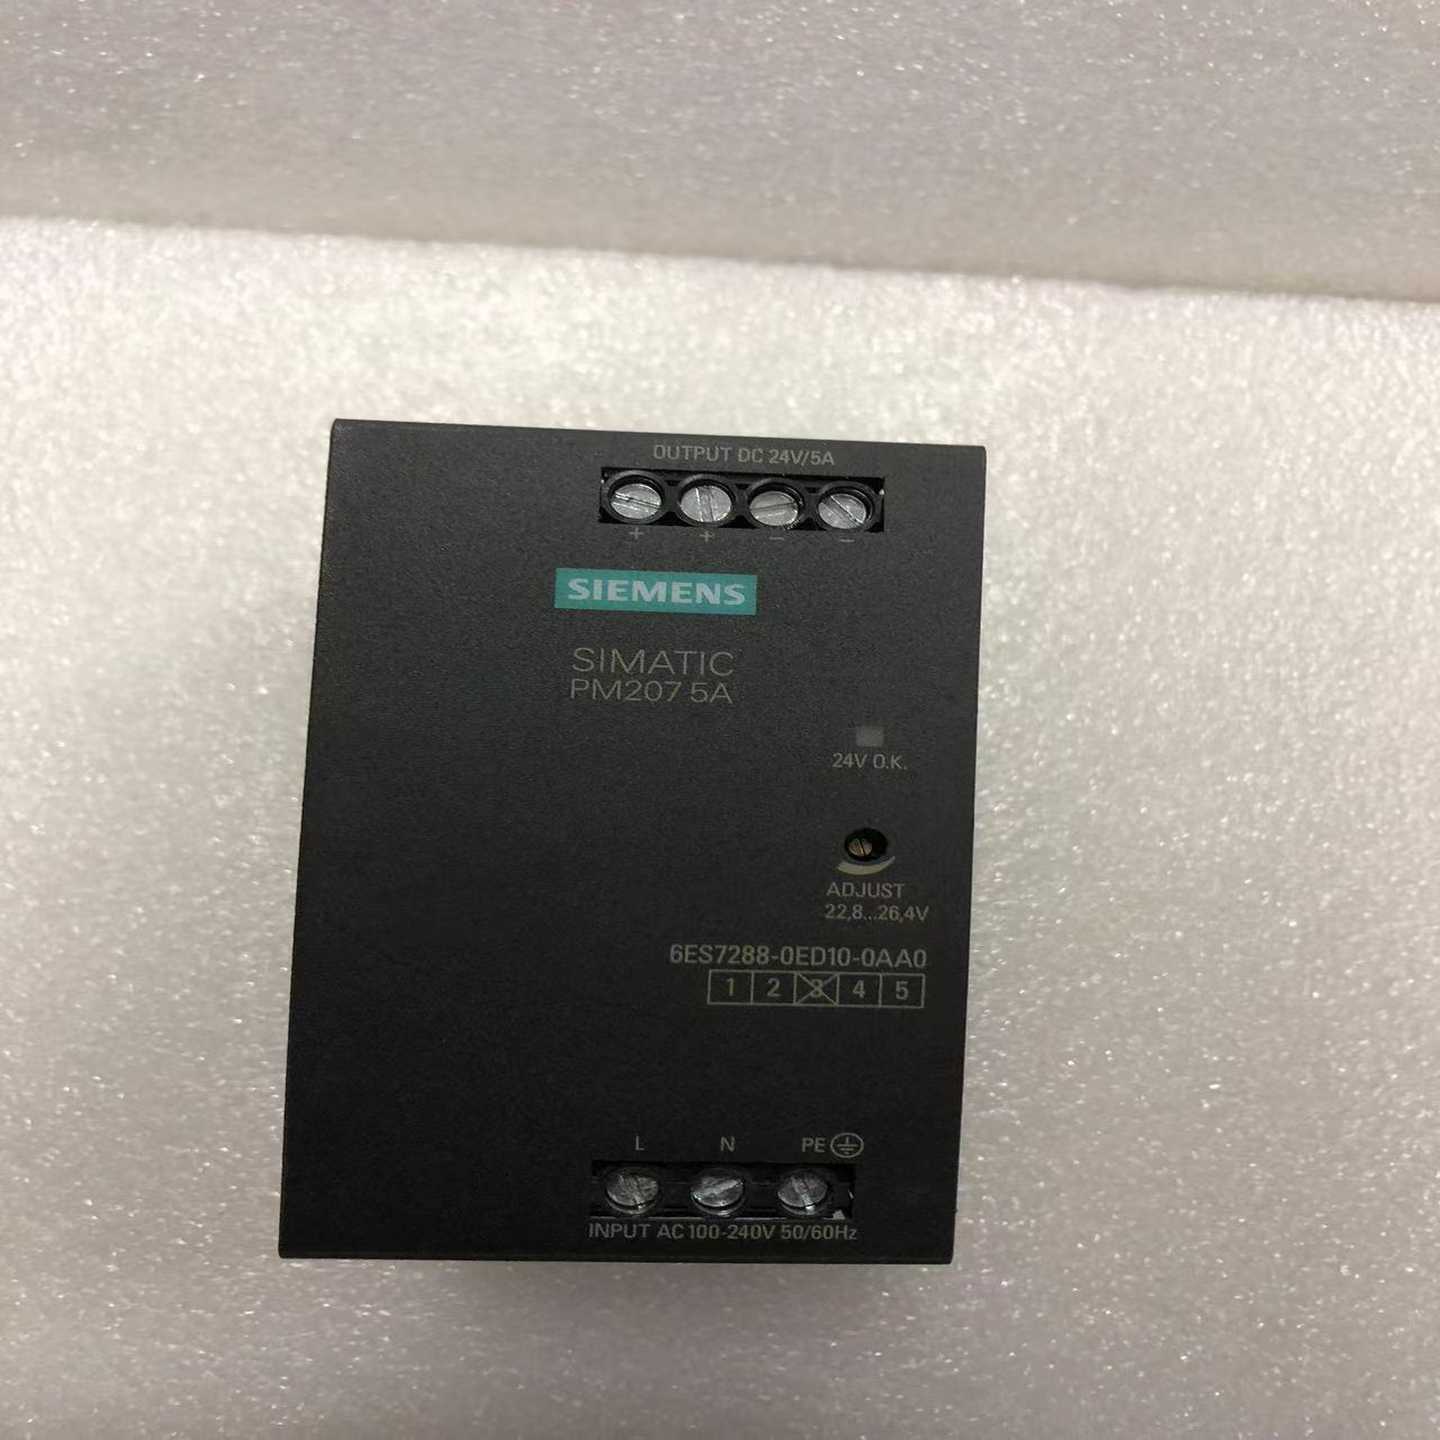 OUTPUT DC 24V/5A
+ + − −
SIEMENS
SIMATIC
PM207 5A
24V O.K.
ADJUST
22,8...26,4V
6ES7288-0ED10-0AA0
1 2 3 4 5
L N PE
INPUT AC 100-240V 50/60Hz